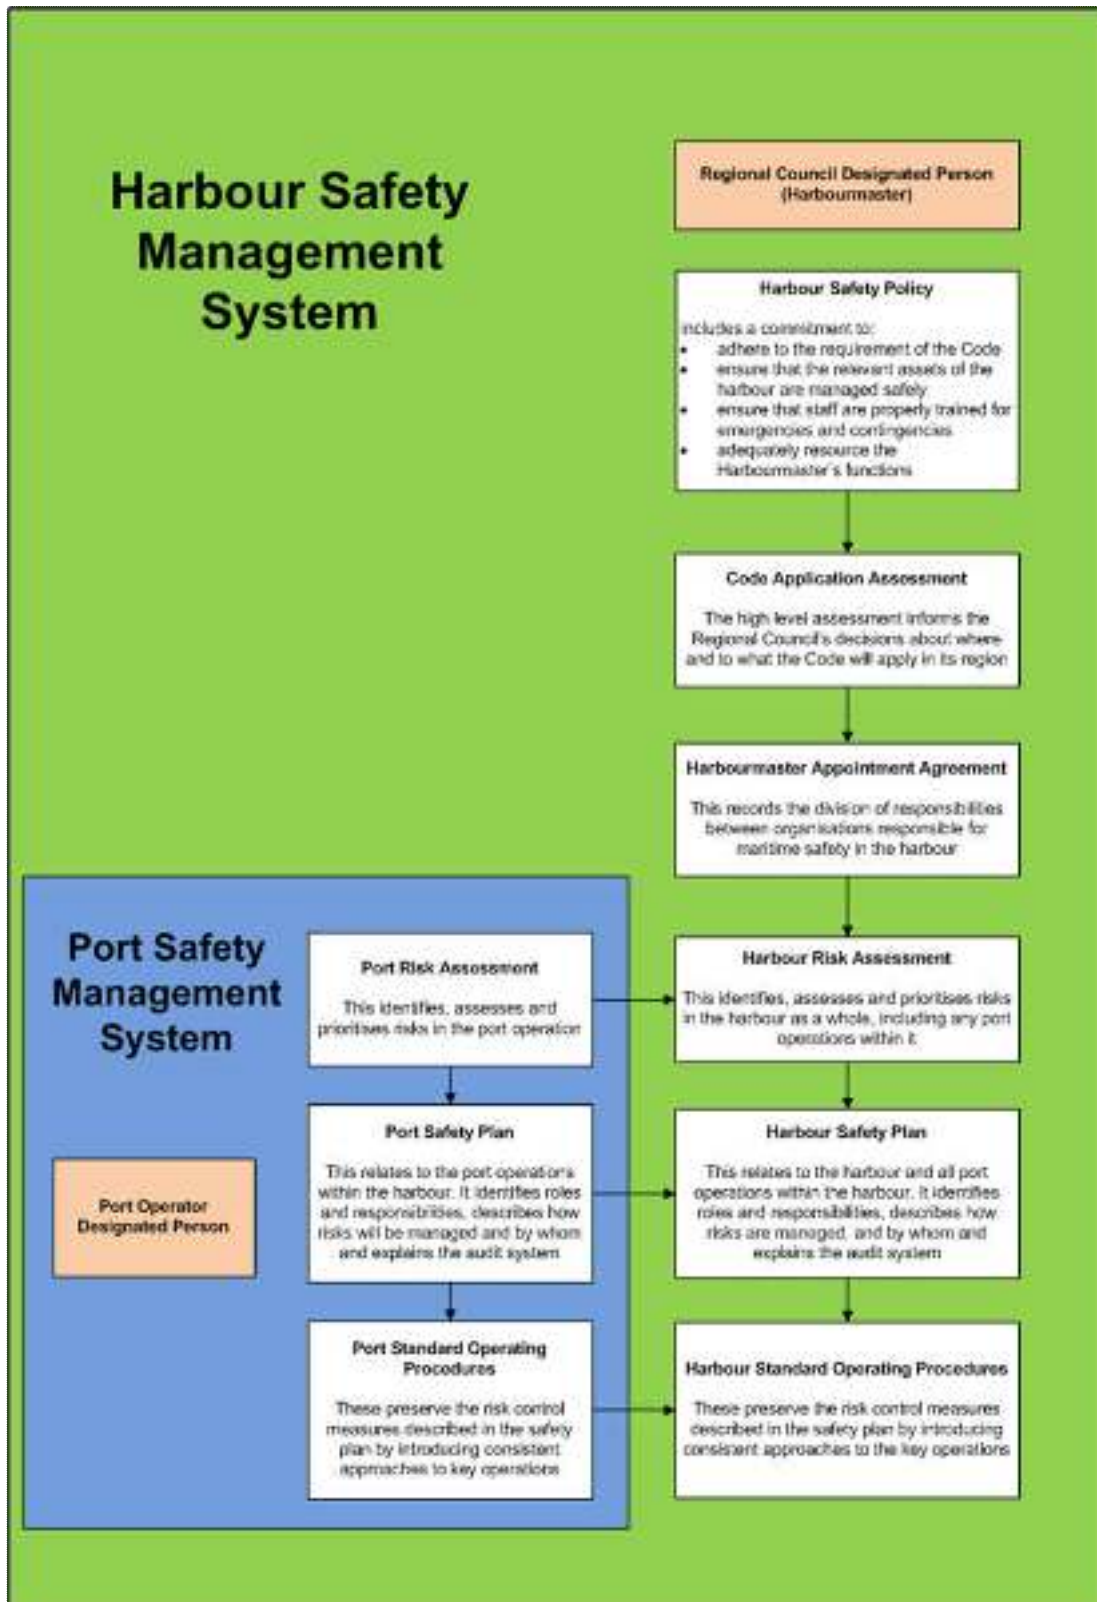 Harbour Safety
Management
System
Regional Council Designated Person
(Harbourmaster)
Harbour Safety Policy
includes a commitment to:
• adhere to the requirement of the Code
• ensure that the relevant assets of the
harbour are managed safely
• ensure that staff are properly trained for
emergencies and contingencies
• adequately resource the
Harbourmaster's functions
Code Application Assessment
The high level assessment informs the
Regional Council's decisions about where
and to what the Code will apply in its region
Harbourmaster Appointment Agreement
This records the division of responsibilities
between organisations responsible for
maritime safety in the harbour
Port Safety
Management
System
Port Risk Assessment
This identifies, assesses and
prioritises risks in the port operation
Harbour Risk Assessment
This identifies, assesses and prioritises risks
in the harbour as a whole, including any port
operations within it
Port Operator
Designated Person
Port Safety Plan
This relates to the port operations
within the harbour. It identifies roles
and responsibilities, describes how
risks will be managed and by whom
and explains the audit system
Harbour Safety Plan
This relates to the harbour and all port
operations within the harbour. It identifies
roles and responsibilities, describes how
risks are managed, and by whom and
explains the audit system
Port Standard Operating
Procedures
These preserve the risk control
measures described in the safety
plan by introducing consistent
approaches to key operations
Harbour Standard Operating Procedures
These preserve the risk control measures
described in the safety plan by introducing
consistent approaches to the key operations